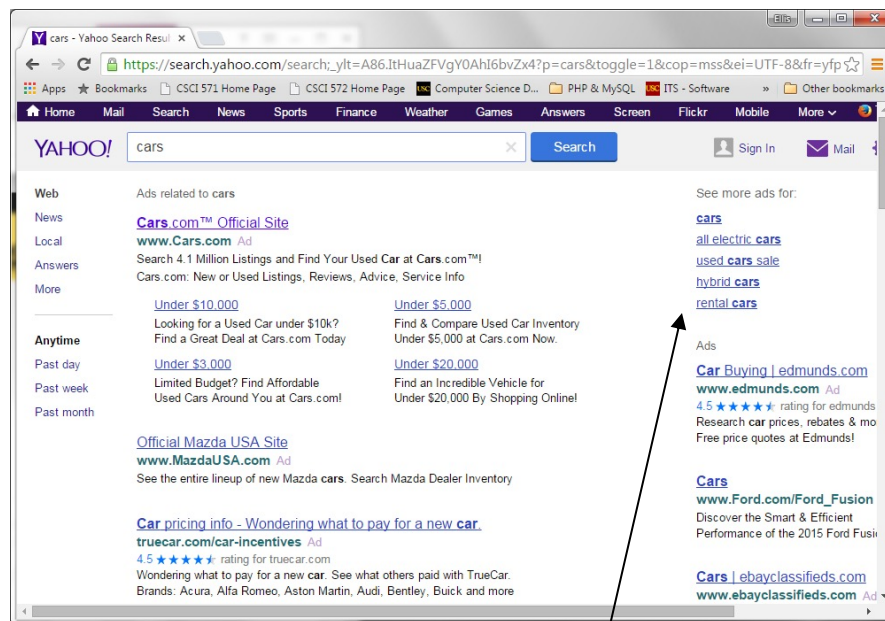 Ellis
cars - Yahoo Search Resul
https://search.yahoo.com/search;_ylt=A86.ItHuaZFVgY0AhI6bvZx4?p=cars&toggle=1&cop=mss&ei=UTF-8&fr=yfp
Apps Bookmarks CSCI 571 Home Page CSCI 572 Home Page USC Computer Science D... PHP & MySQL USC ITS - Software » Other bookmarks
Home Mail Search News Sports Finance Weather Games Answers Screen Flickr Mobile More
YAHOO! cars Search Sign In Mail
Web
News
Local
Answers
More
Anytime
Past day
Past week
Past month
Ads related to cars
Cars.com™ Official Site
www.Cars.com Ad
Search 4.1 Million Listings and Find Your Used Car at Cars.com™!
Cars.com: New or Used Listings, Reviews, Advice, Service Info
Under $10,000
Looking for a Used Car under $10k?
Find a Great Deal at Cars.com Today
Under $5,000
Find & Compare Used Car Inventory
Under $5,000 at Cars.com Now.
Under $3,000
Limited Budget? Find Affordable
Used Cars Around You at Cars.com!
Under $20,000
Find an Incredible Vehicle for
Under $20,000 By Shopping Online!
Official Mazda USA Site
www.MazdaUSA.com Ad
See the entire lineup of new Mazda cars. Search Mazda Dealer Inventory
Car pricing info - Wondering what to pay for a new car.
truecar.com/car-incentives Ad
4.5 ★★★★★ rating for truecar.com
Wondering what to pay for a new car. See what others paid with TrueCar.
Brands: Acura, Alfa Romeo, Aston Martin, Audi, Bentley, Buick and more
See more ads for:
cars
all electric cars
used cars sale
hybrid cars
rental cars
Ads
Car Buying | edmunds.com
www.edmunds.com Ad
4.5 ★★★★★ rating for edmunds
Research car prices, rebates & mo
Free price quotes at Edmunds!
Cars
www.Ford.com/Ford_Fusion
Discover the Smart & Efficient
Performance of the 2015 Ford Fusi
Cars | ebayclassifieds.com
www.ebayclassifieds.com Ad